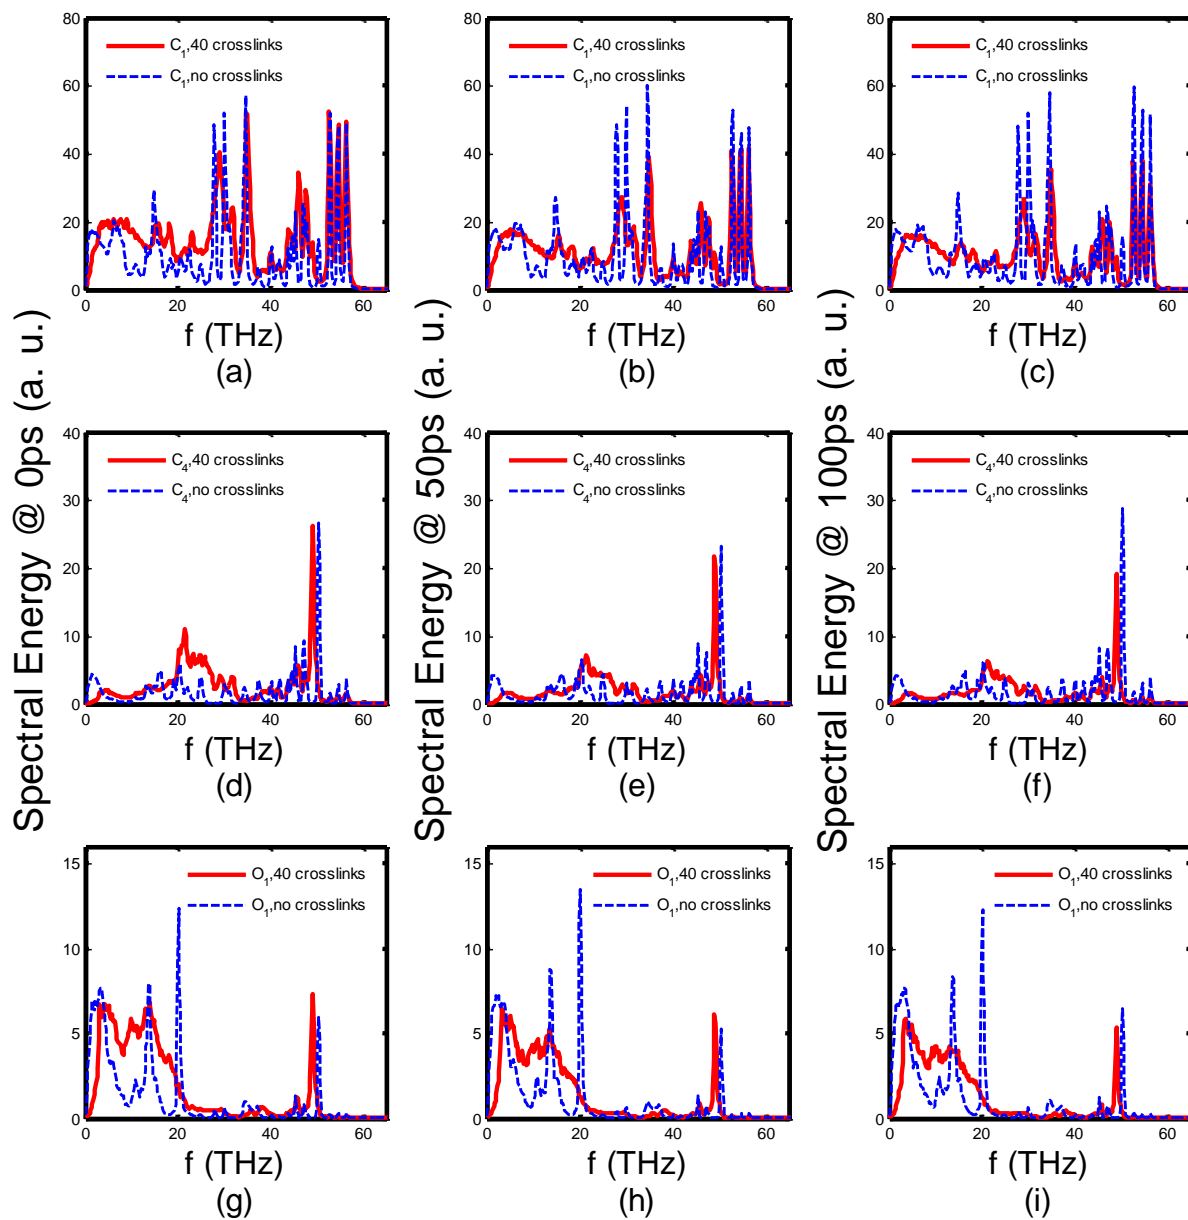 Spectral Energy @ 0ps (a. u.)
80
60
40
20
0
C1,40 crosslinks
C1,no crosslinks
0 20 40 60
f (THz)
(a)
Spectral Energy @ 50ps (a. u.)
80
60
40
20
0
C1,40 crosslinks
C1,no crosslinks
0 20 40 60
f (THz)
(b)
Spectral Energy @ 100ps (a. u.)
80
60
40
20
0
C1,40 crosslinks
C1,no crosslinks
0 20 40 60
f (THz)
(c)
40
30
20
10
0
C4,40 crosslinks
C4,no crosslinks
0 20 40 60
f (THz)
(d)
40
30
20
10
0
C4,40 crosslinks
C4,no crosslinks
0 20 40 60
f (THz)
(e)
40
30
20
10
0
C4,40 crosslinks
C4,no crosslinks
0 20 40 60
f (THz)
(f)
15
10
5
0
O1,40 crosslinks
O1,no crosslinks
0 20 40 60
f (THz)
(g)
15
10
5
0
O1,40 crosslinks
O1,no crosslinks
0 20 40 60
f (THz)
(h)
15
10
5
0
O1,40 crosslinks
O1,no crosslinks
0 20 40 60
f (THz)
(i)